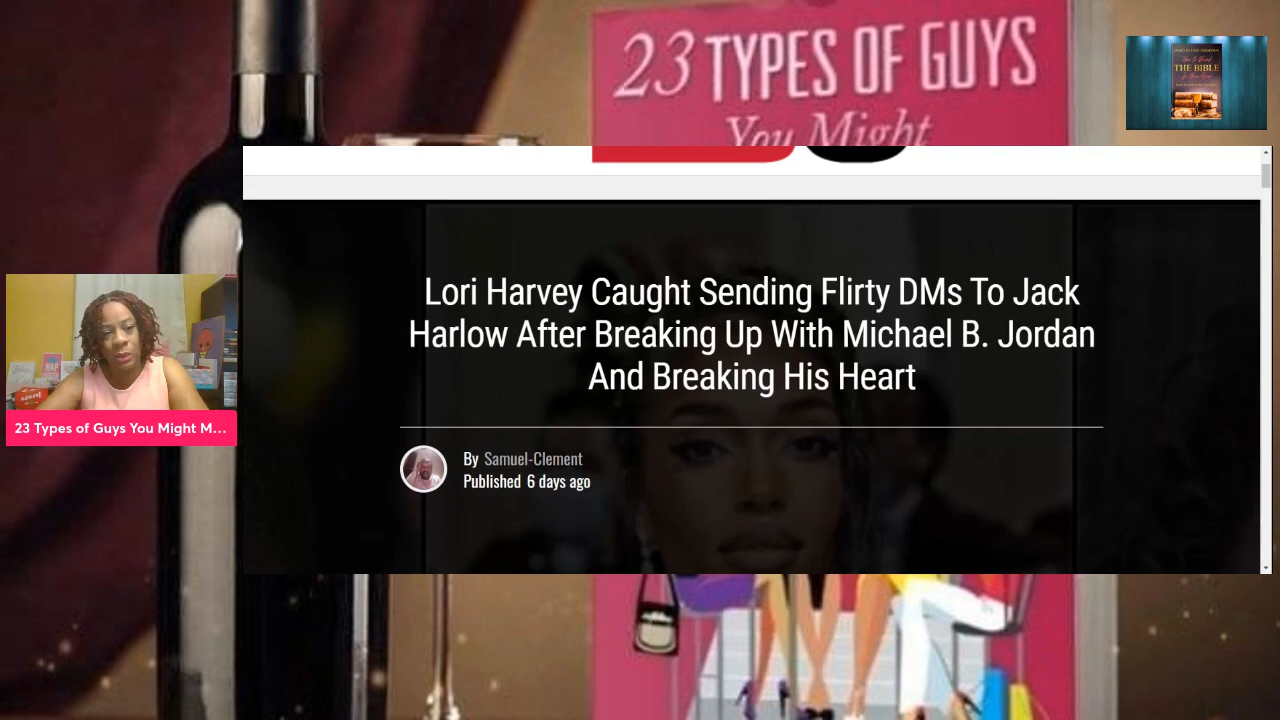 23 TYPES OF GUYS
You Might
THE BIBLE
Lori Harvey Caught Sending Flirty DMs To Jack
Harlow After Breaking Up With Michael B. Jordan
And Breaking His Heart
By Samuel-Clement
Published 6 days ago
23 Types of Guys You Might M...